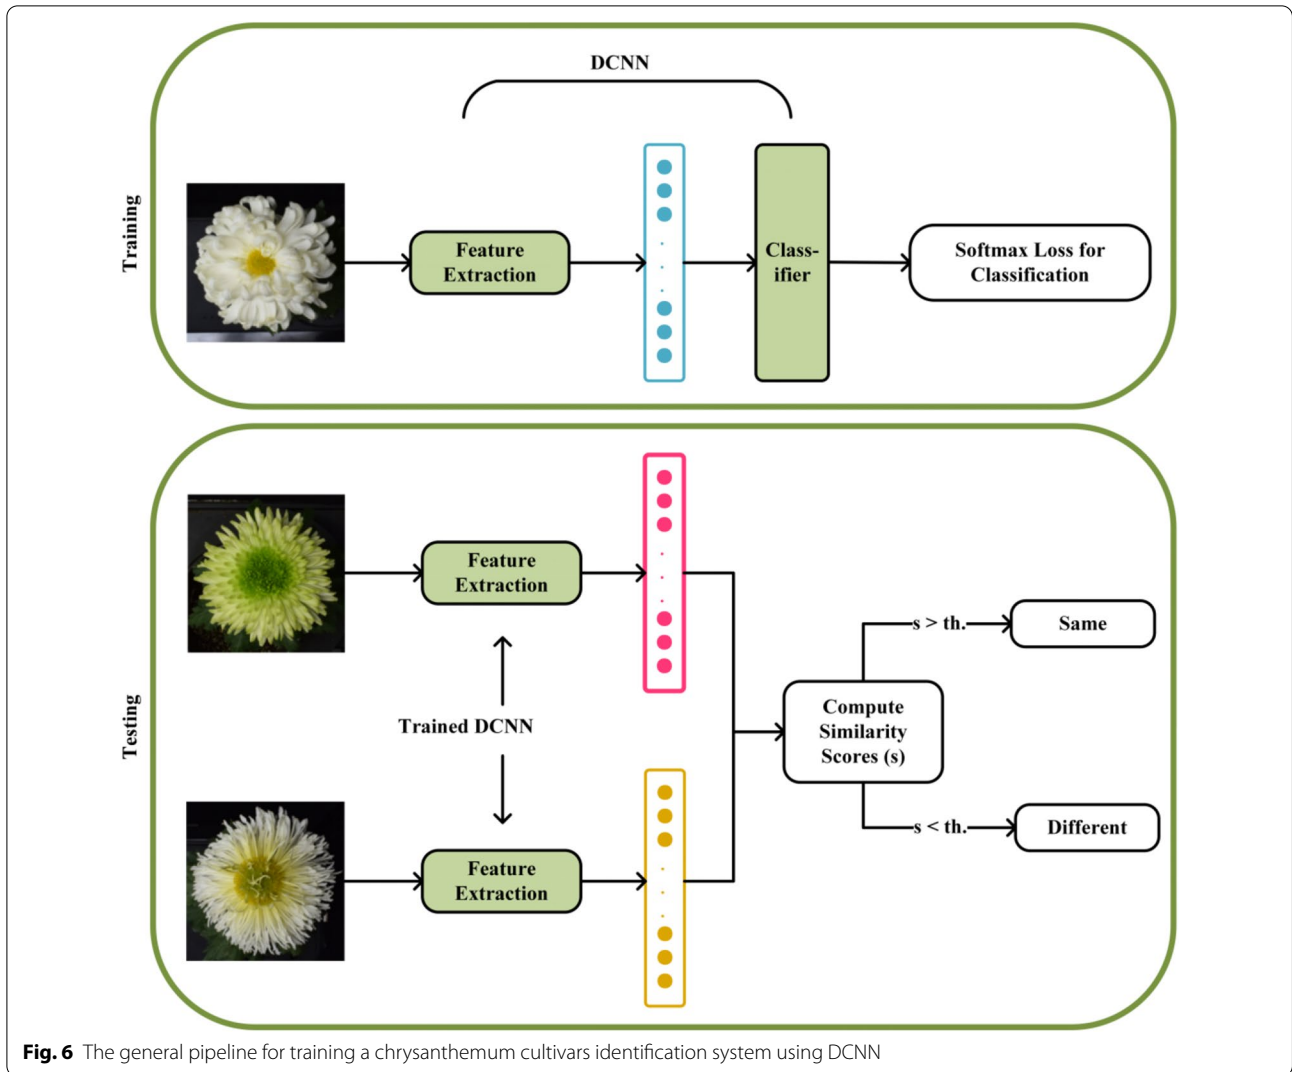 DCNN
Training
Feature
Extraction
Class-
ifier
Softmax Loss for
Classification
Testing
Feature
Extraction
Trained DCNN
Feature
Extraction
Compute
Similarity
Scores (s)
s > th.
Same
s < th.
Different
Fig. 6 The general pipeline for training a chrysanthemum cultivars identification system using DCNN